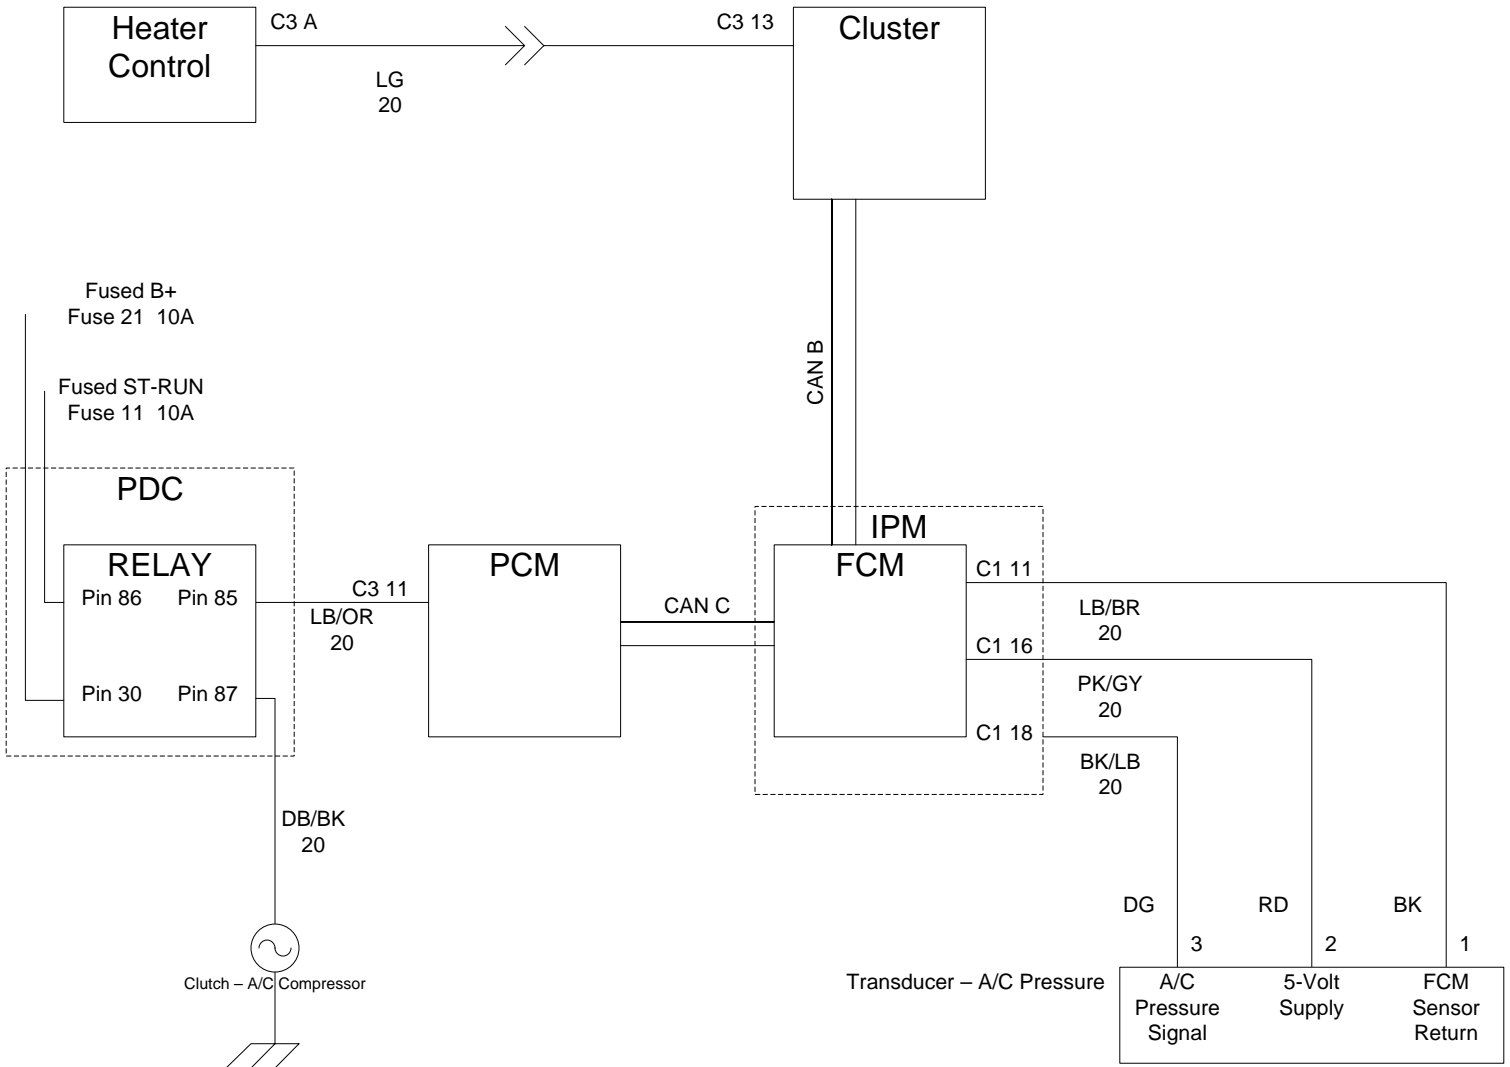 Heater
Control
C3 A
LG
20
C3 13
Cluster
Fused B+
Fuse 21  10A
Fused ST-RUN
Fuse 11  10A
CAN B
PDC
RELAY
Pin 86
Pin 85
Pin 30
Pin 87
C3 11
LB/OR
20
PCM
CAN C
IPM
FCM
C1 11
LB/BR
20
C1 16
PK/GY
20
C1 18
BK/LB
20
DB/BK
20
Clutch – A/C Compressor
DG
RD
BK
3
2
1
Transducer – A/C Pressure
A/C
Pressure
Signal
5-Volt
Supply
FCM
Sensor
Return